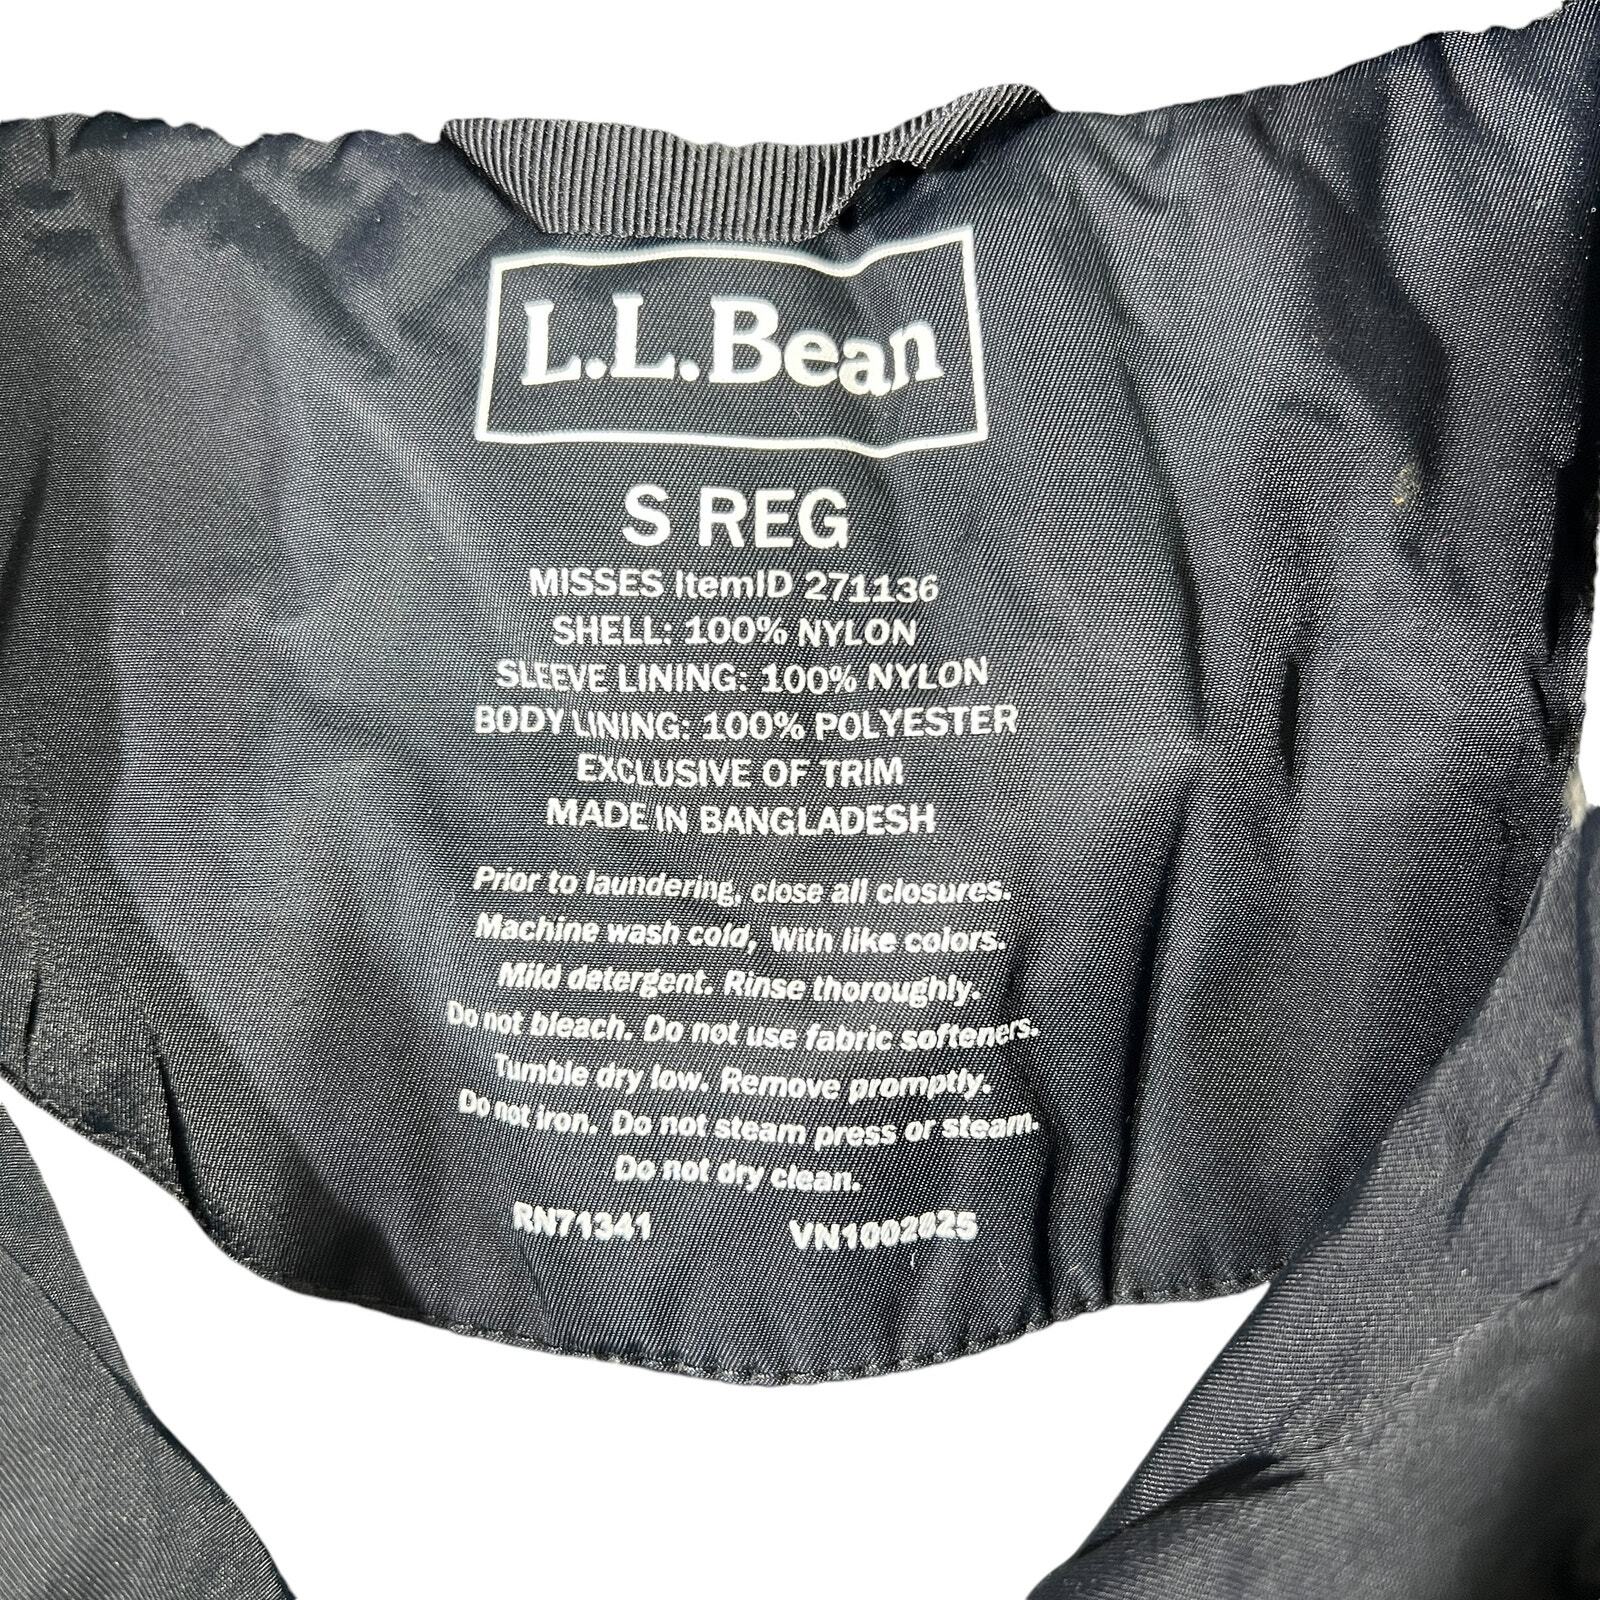 L.L.Bean
S REG
MISSES ItemID 271136
SHELL: 100% NYLON
SLEEVE LINING: 100% NYLON
BODY LINING: 100% POLYESTER
EXCLUSIVE OF TRIM
MADE IN BANGLADESH
Prior to laundering, close all closures.
Machine wash cold, With like colors.
Mild detergent. Rinse thoroughly.
Do not bleach. Do not use fabric softeners.
Tumble dry low. Remove promptly.
Do not iron. Do not steam press or steam.
Do not dry clean.
RN71341 VN1002825